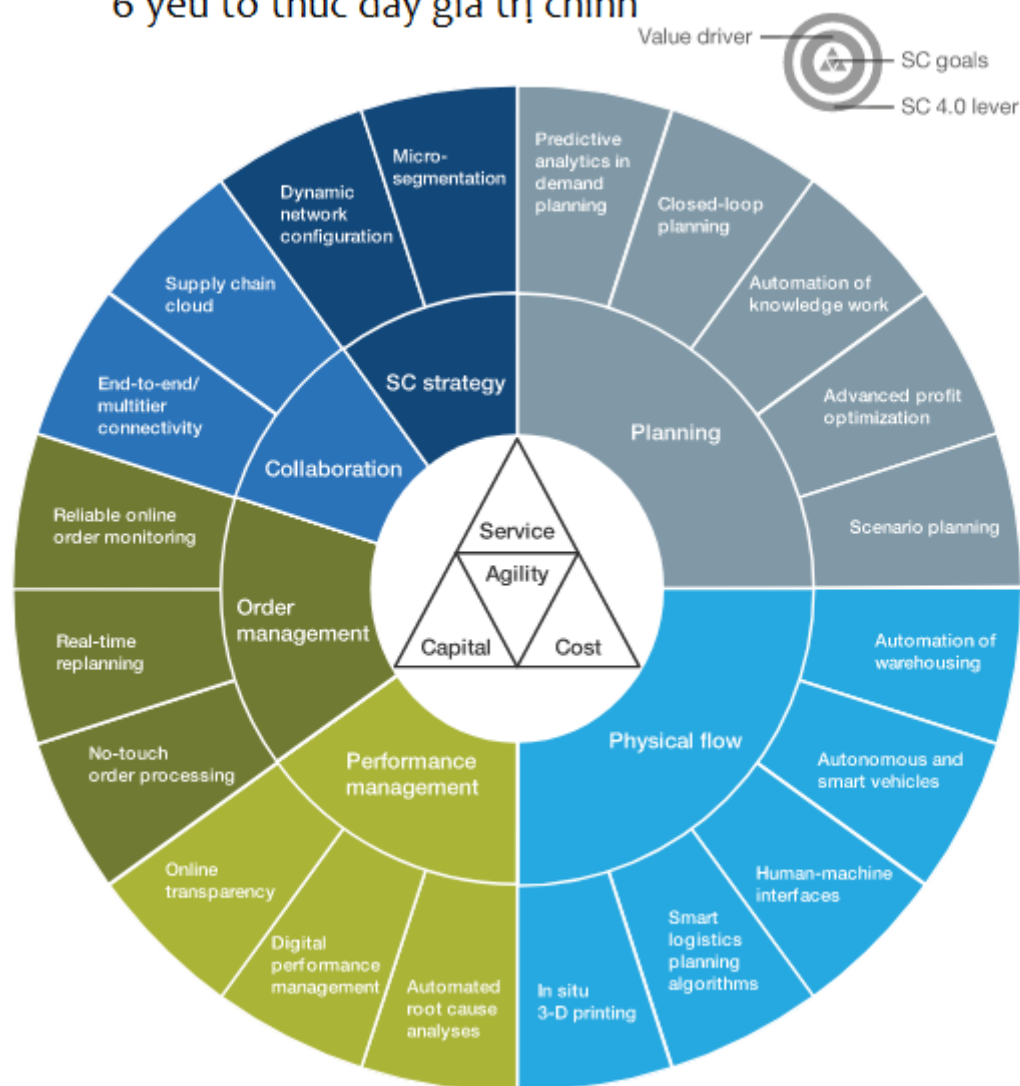 6 yếu tố thúc đẩy giá trị chính
Value driver
SC goals
SC 4.0 lever
Micro-
segmentation
Dynamic
network
configuration
Supply chain
cloud
End-to-end/
multitier
connectivity
SC strategy
Collaboration
Predictive
analytics in
demand
planning
Closed-loop
planning
Automation of
knowledge work
Advanced profit
optimization
Scenario planning
Planning
Service
Agility
Capital
Cost
Reliable online
order monitoring
Real-time
replanning
No-touch
order processing
Order
management
Performance
management
Online
transparency
Digital
performance
management
Automated
root cause
analyses
Physical flow
Automation of
warehousing
Autonomous and
smart vehicles
Human-machine
interfaces
Smart
logistics
planning
algorithms
In situ
3-D printing